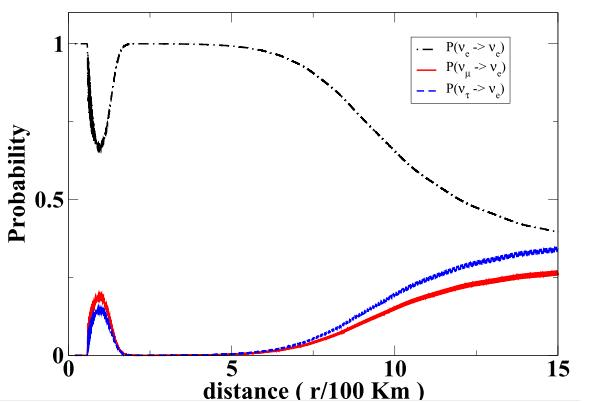 1
P(νe -> νe)
P(νμ -> νe)
P(ντ -> νe)
Probability
0.5
0
0 5 10 15
distance ( r/100 Km )